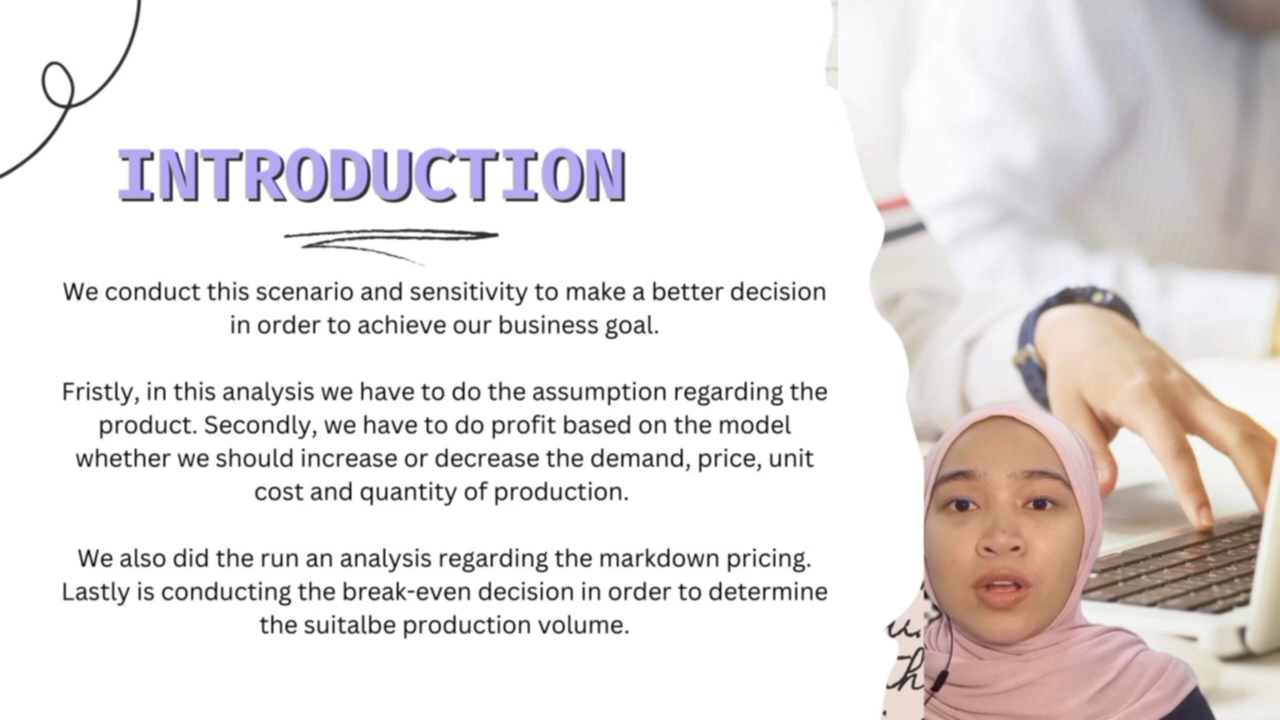 INTRODUCTION
We conduct this scenario and sensitivity to make a better decision
in order to achieve our business goal.
Fristly, in this analysis we have to do the assumption regarding the
product. Secondly, we have to do profit based on the model
whether we should increase or decrease the demand, price, unit
cost and quantity of production.
We also did the run an analysis regarding the markdown pricing.
Lastly is conducting the break-even decision in order to determine
the suitalbe production volume.